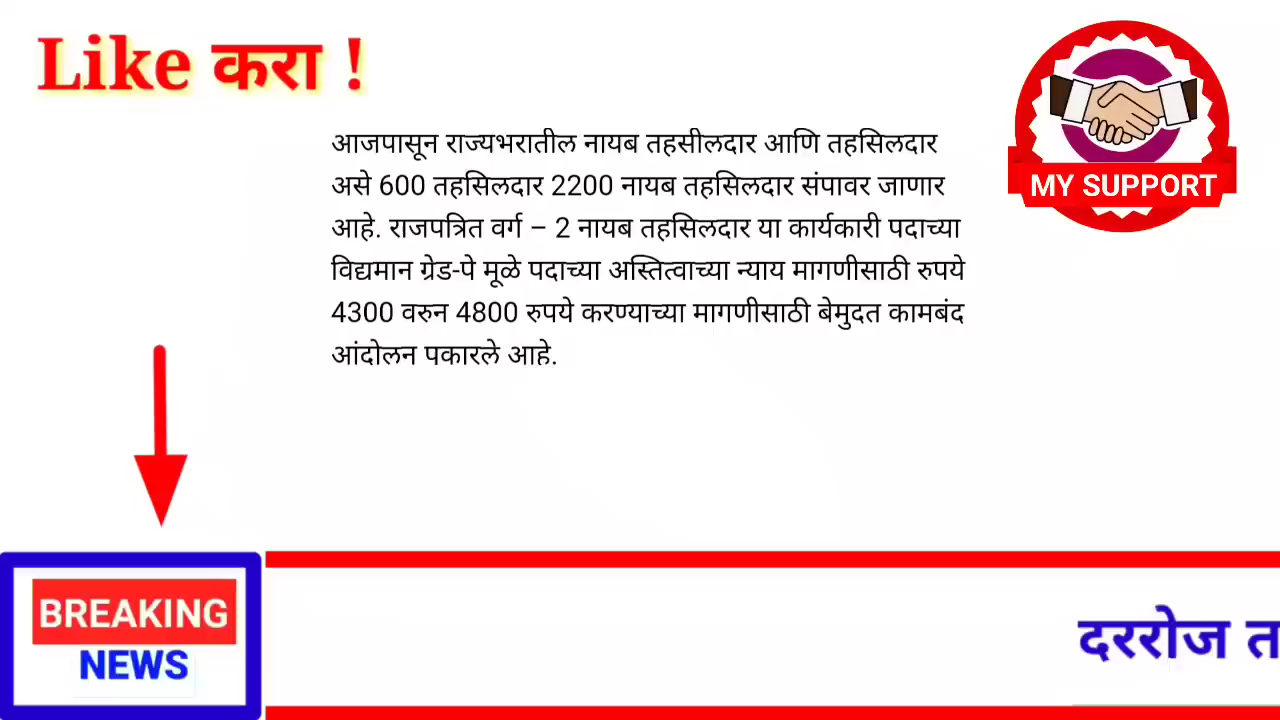 Like करा !
MY SUPPORT
आजपासून राज्यभरातील नायब तहसीलदार आणि तहसिलदार
असे 600 तहसिलदार 2200 नायब तहसिलदार संपावर जाणार
आहे. राजपत्रित वर्ग – 2 नायब तहसिलदार या कार्यकारी पदाच्या
विद्यमान ग्रेड-पे मूळे पदाच्या अस्तित्वाच्या न्याय मागणीसाठी रुपये
4300 वरुन 4800 रुपये करण्याच्या मागणीसाठी बेमुदत कामबंद
आंदोलन पकारले आहे.
BREAKING
NEWS
दररोज त